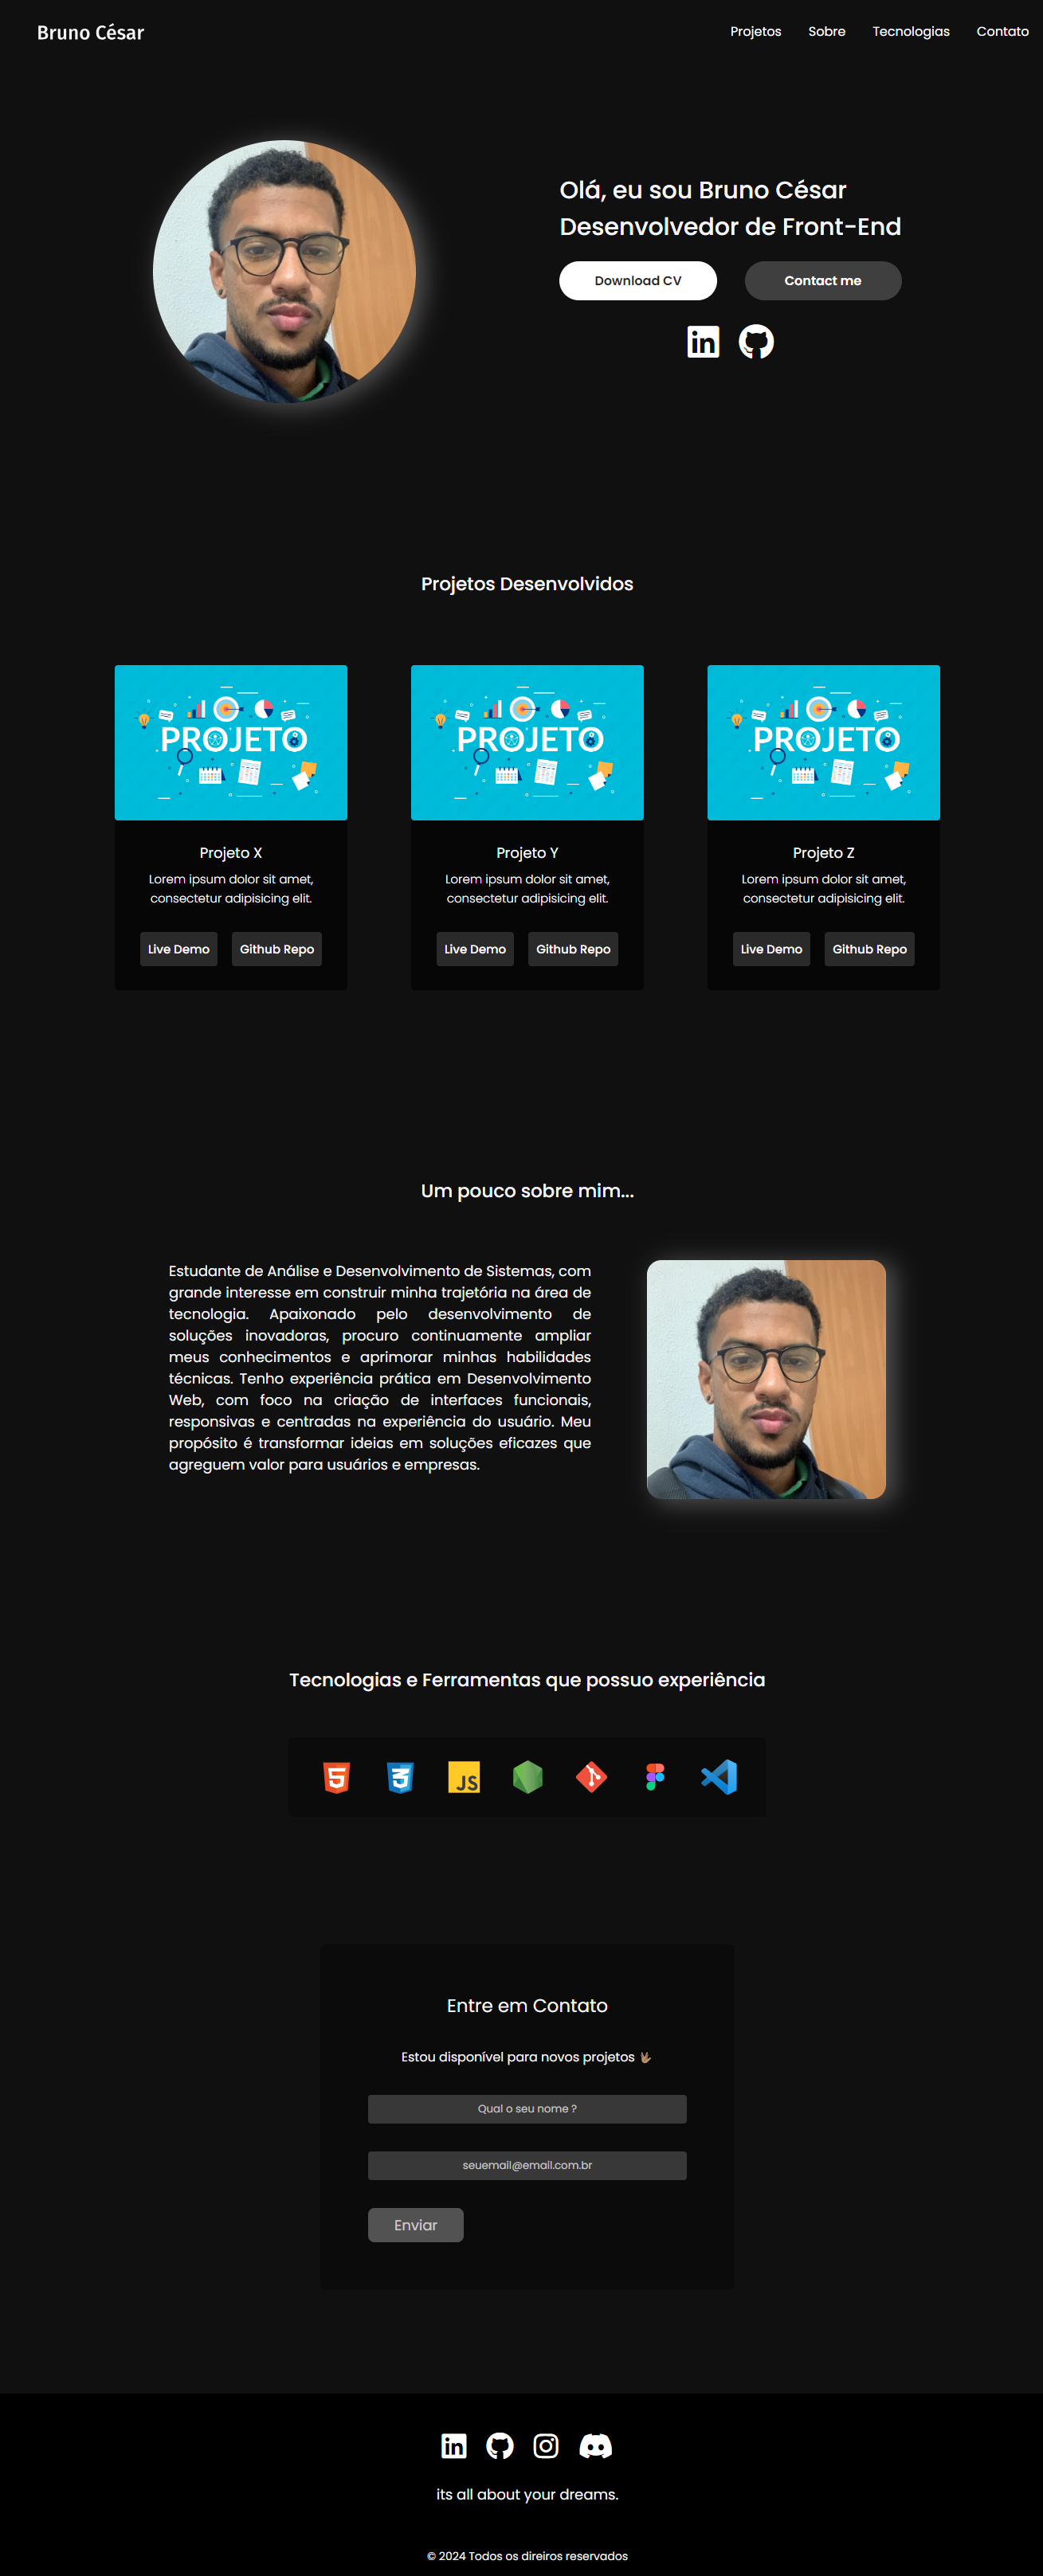 Bruno César
Projetos Sobre Tecnologias Contato
Olá, eu sou Bruno César
Desenvolvedor de Front-End
Download CV Contact me
in
Projetos Desenvolvidos
PROJETO PROJETO PROJETO
Projeto X
Lorem ipsum dolor sit amet,
consectetur adipisicing elit.
Live Demo Github Repo
Projeto Y
Lorem ipsum dolor sit amet,
consectetur adipisicing elit.
Live Demo Github Repo
Projeto Z
Lorem ipsum dolor sit amet,
consectetur adipisicing elit.
Live Demo Github Repo
Um pouco sobre mim...
Estudante de Análise e Desenvolvimento de Sistemas, com
grande interesse em construir minha trajetória na área de
tecnologia. Apaixonado pelo desenvolvimento de
soluções inovadoras, procuro continuamente ampliar
meus conhecimentos e aprimorar minhas habilidades
técnicas. Tenho experiência prática em Desenvolvimento
Web, com foco na criação de interfaces funcionais,
responsivas e centradas na experiência do usuário. Meu
propósito é transformar ideias em soluções eficazes que
agreguem valor para usuários e empresas.
Tecnologias e Ferramentas que possuo experiência
5 3 JS
Entre em Contato
Estou disponível para novos projetos 🤟🏽
Qual o seu nome ?
seuemail@email.com.br
Enviar
in
its all about your dreams.
© 2024 Todos os direiros reservados